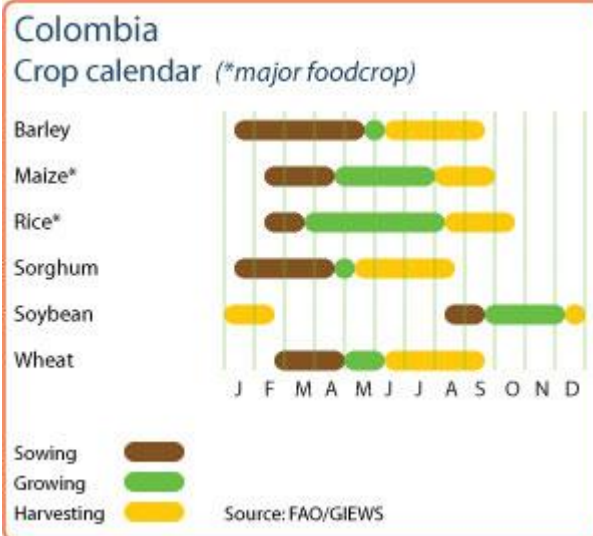 Colombia
Crop calendar (*major foodcrop)
Barley
Maize*
Rice*
Sorghum
Soybean
Wheat
J F M A M J J A S O N D
Sowing
Growing
Harvesting
Source: FAO/GIEWS